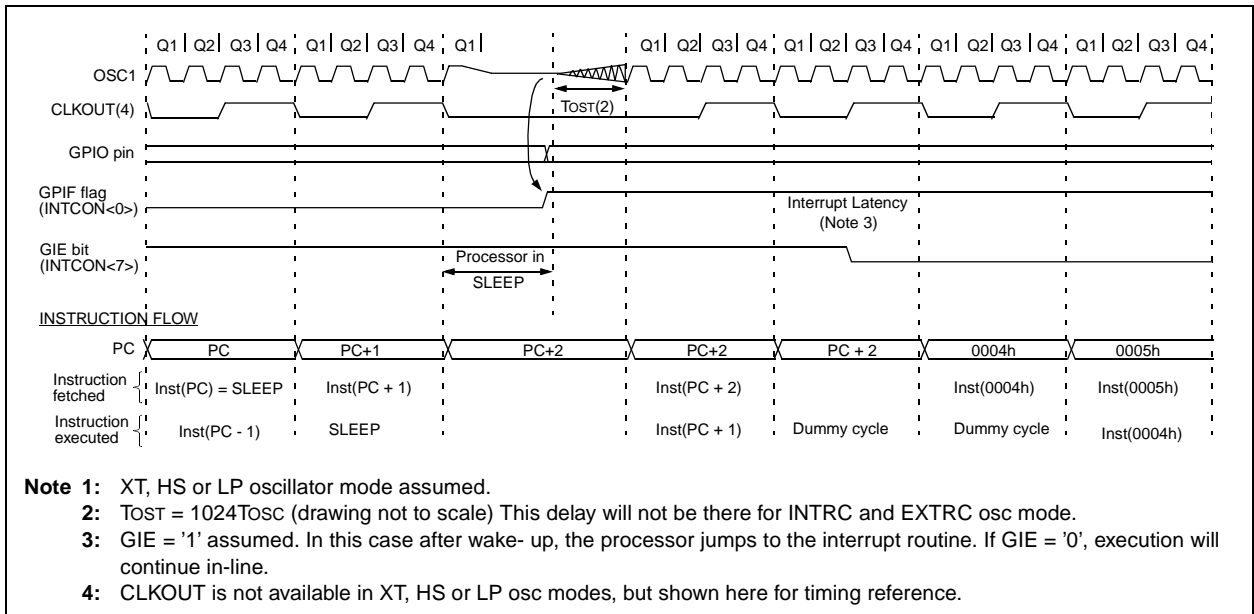 Q1 Q2 Q3 Q4 Q1 Q2 Q3 Q4 Q1 Q1 Q2 Q3 Q4 Q1 Q2 Q3 Q4 Q1 Q2 Q3 Q4 Q1 Q2 Q3 Q4
OSC1
TOST(2)
CLKOUT(4)
GPIO pin
GPIF flag
(INTCON<0>)
Interrupt Latency
(Note 3)
GIE bit
(INTCON<7>)
Processor in
SLEEP
INSTRUCTION FLOW
PC PC PC+1 PC+2 PC+2 PC + 2 0004h 0005h
Instruction
fetched
Inst(PC) = SLEEP Inst(PC + 1) Inst(PC + 2) Inst(0004h) Inst(0005h)
Instruction
executed
Inst(PC - 1) SLEEP Inst(PC + 1) Dummy cycle Dummy cycle Inst(0004h)
Note 1: XT, HS or LP oscillator mode assumed.
2: TOST = 1024TOSC (drawing not to scale) This delay will not be there for INTRC and EXTRC osc mode.
3: GIE = '1' assumed. In this case after wake- up, the processor jumps to the interrupt routine. If GIE = '0', execution will
continue in-line.
4: CLKOUT is not available in XT, HS or LP osc modes, but shown here for timing reference.